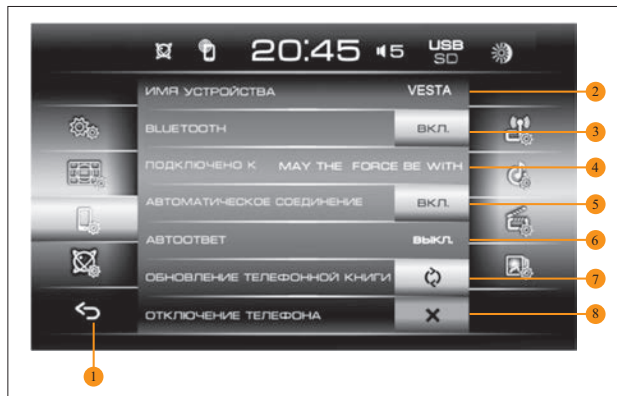 20:45 5 USB
SD
ИМЯ УСТРОЙСТВА VESTA 2
BLUETOOTH ВКЛ. 3
ПОДКЛЮЧЕНО К MAY THE FORCE BE WITH 4
АВТОМАТИЧЕСКОЕ СОЕДИНЕНИЕ ВКЛ. 5
АВТООТВЕТ ВЫКЛ. 6
ОБНОВЛЕНИЕ ТЕЛЕФОННОЙ КНИГИ 7
ОТКЛЮЧЕНИЕ ТЕЛЕФОНА 8
1